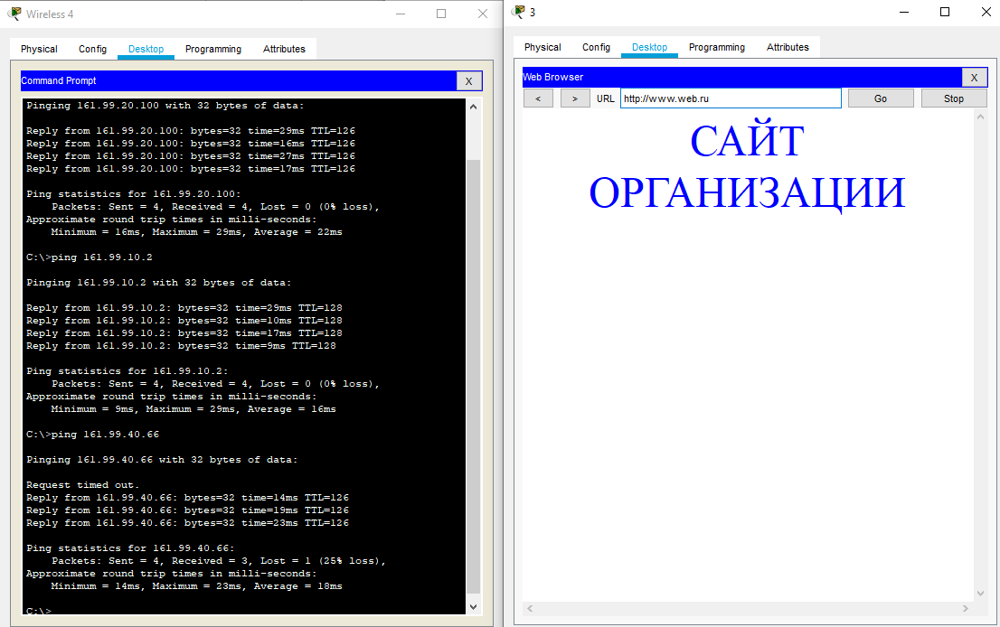 Wireless 4
Physical Config Desktop Programming Attributes
Command Prompt X
Pinging 161.99.20.100 with 32 bytes of data:
Reply from 161.99.20.100: bytes=32 time=29ms TTL=126
Reply from 161.99.20.100: bytes=32 time=16ms TTL=126
Reply from 161.99.20.100: bytes=32 time=27ms TTL=126
Reply from 161.99.20.100: bytes=32 time=17ms TTL=126
Ping statistics for 161.99.20.100:
Packets: Sent = 4, Received = 4, Lost = 0 (0% loss),
Approximate round trip times in milli-seconds:
Minimum = 16ms, Maximum = 29ms, Average = 22ms
C:\>ping 161.99.10.2
Pinging 161.99.10.2 with 32 bytes of data:
Reply from 161.99.10.2: bytes=32 time=29ms TTL=128
Reply from 161.99.10.2: bytes=32 time=10ms TTL=128
Reply from 161.99.10.2: bytes=32 time=17ms TTL=128
Reply from 161.99.10.2: bytes=32 time=9ms TTL=128
Ping statistics for 161.99.10.2:
Packets: Sent = 4, Received = 4, Lost = 0 (0% loss),
Approximate round trip times in milli-seconds:
Minimum = 9ms, Maximum = 29ms, Average = 16ms
C:\>ping 161.99.40.66
Pinging 161.99.40.66 with 32 bytes of data:
Request timed out.
Reply from 161.99.40.66: bytes=32 time=14ms TTL=126
Reply from 161.99.40.66: bytes=32 time=19ms TTL=126
Reply from 161.99.40.66: bytes=32 time=23ms TTL=126
Ping statistics for 161.99.40.66:
Packets: Sent = 4, Received = 3, Lost = 1 (25% loss),
Approximate round trip times in milli-seconds:
Minimum = 14ms, Maximum = 23ms, Average = 18ms
C:\>
3
Physical Config Desktop Programming Attributes
Web Browser X
< > URL http://www.web.ru Go Stop
САЙТ
ОРГАНИЗАЦИИ